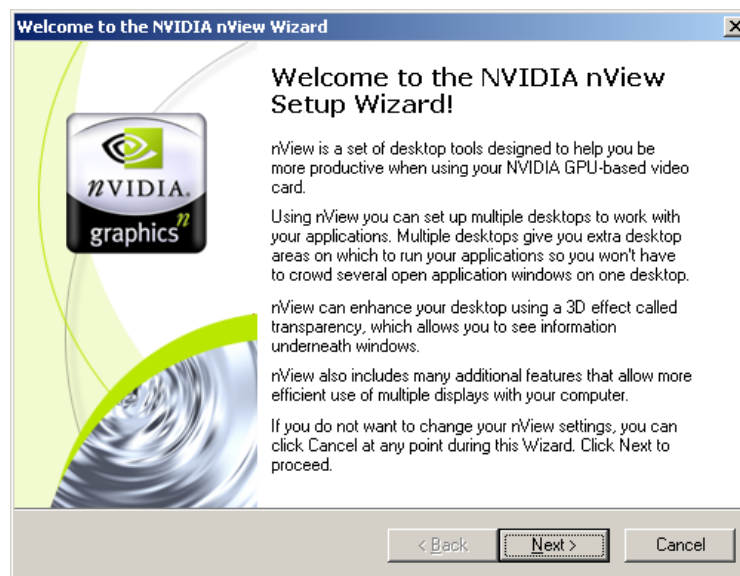 Welcome to the NVIDIA nView Wizard
Welcome to the NVIDIA nView
Setup Wizard!
nView is a set of desktop tools designed to help you be
more productive when using your NVIDIA GPU-based video
card.
Using nView you can set up multiple desktops to work with
your applications. Multiple desktops give you extra desktop
areas on which to run your applications so you won't have
to crowd several open application windows on one desktop.
nView can enhance your desktop using a 3D effect called
transparency, which allows you to see information
underneath windows.
nView also includes many additional features that allow more
efficient use of multiple displays with your computer.
If you do not want to change your nView settings, you can
click Cancel at any point during this Wizard. Click Next to
proceed.
nVIDIA.
graphics n
< Back
Next >
Cancel